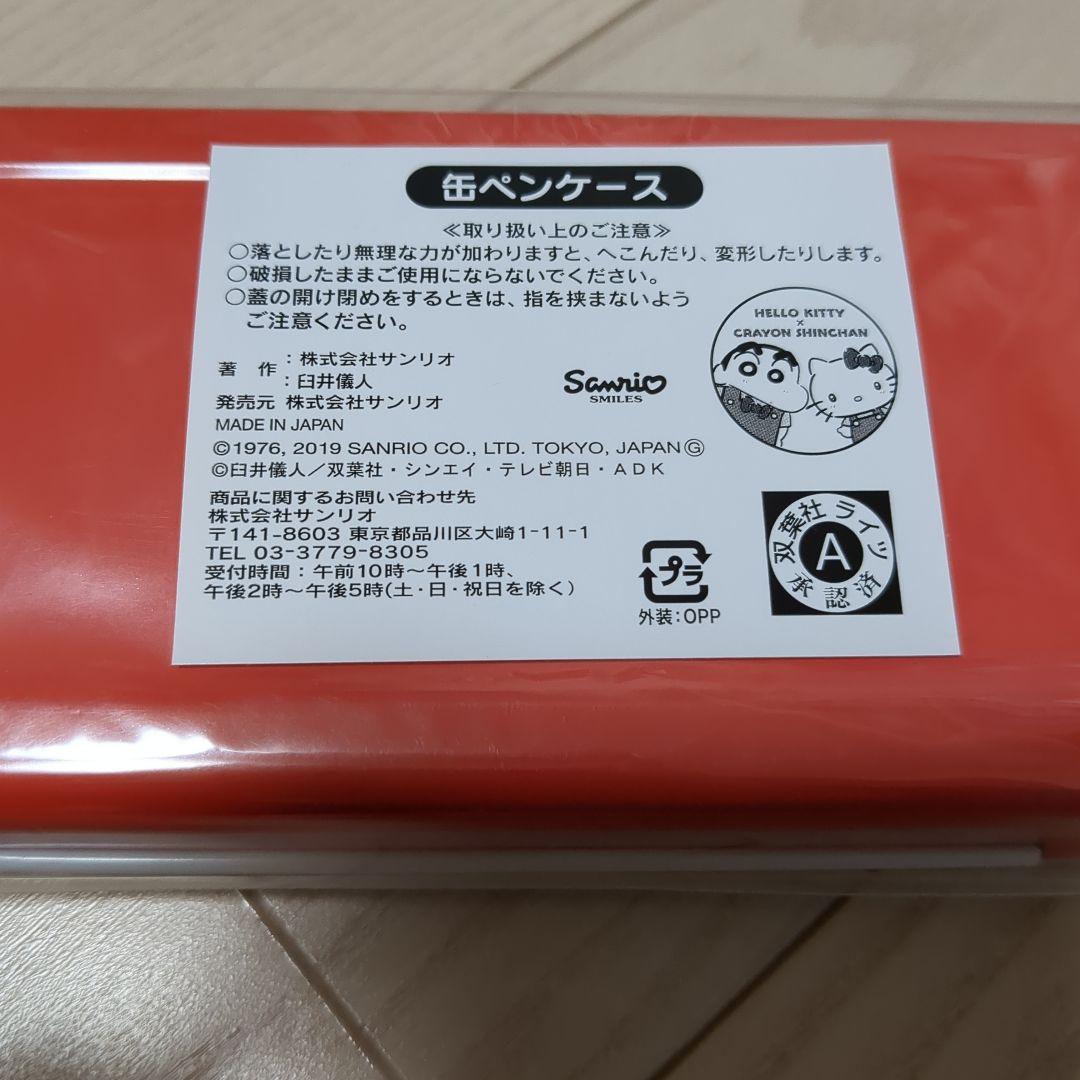 缶ペンケース
≪取り扱い上のご注意≫
○落としたり無理な力が加わりますと、へこんだり、変形したりします。
○破損したままご使用にならないでください。
○蓋の開け閉めをするときは、指を挟まないよう
ご注意ください。
HELLO KITTY
×
CRAYON SHINCHAN
著 作 : 株式会社サンリオ
: 臼井儀人
発売元 株式会社サンリオ
Sanrio
SMILES
MADE IN JAPAN
©1976, 2019 SANRIO CO., LTD. TOKYO, JAPAN Ⓖ
©臼井儀人／双葉社・シンエイ・テレビ朝日・ADK
商品に関するお問い合わせ先
株式会社サンリオ
〒141-8603 東京都品川区大崎1-11-1
TEL 03-3779-8305
受付時間：午前10時～午後1時、
午後2時～午後5時(土・日・祝日を除く)
プラ
外装：OPP
双葉社 ライツ
A
承認済